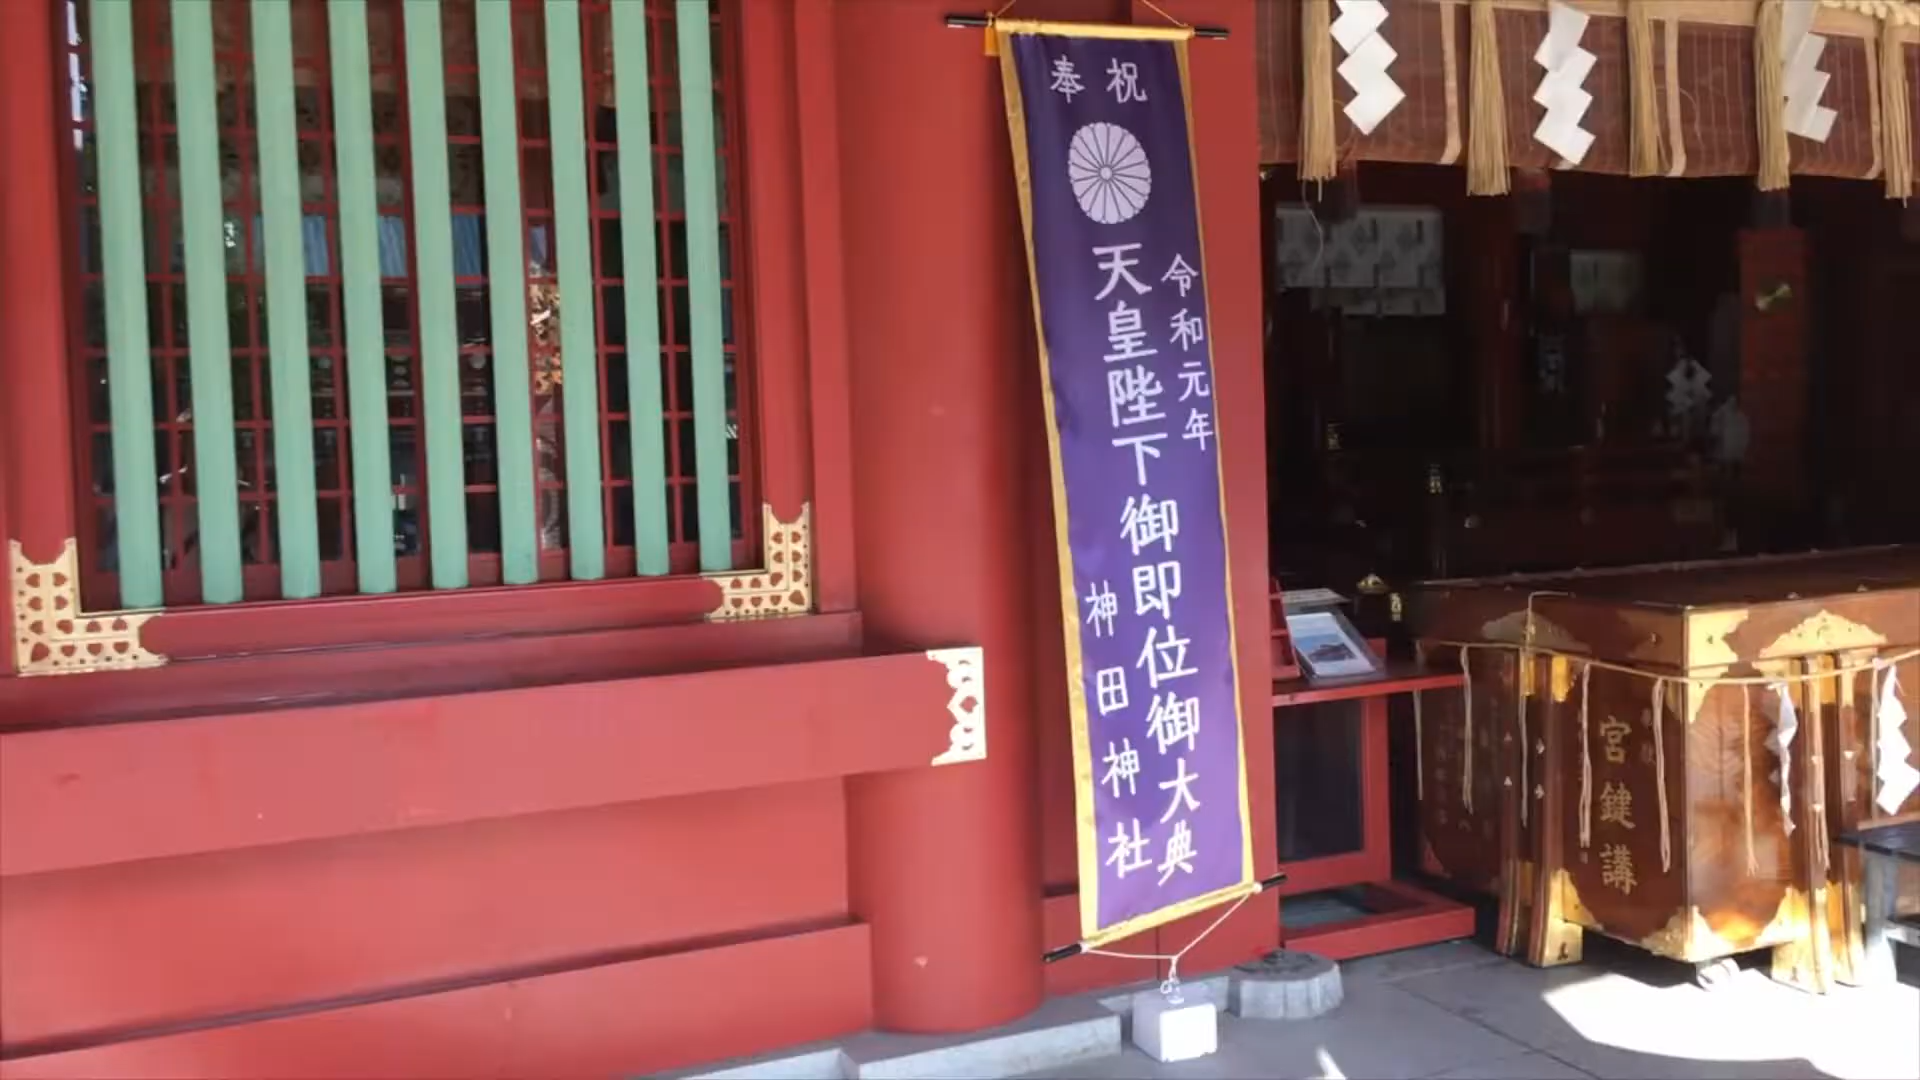 奉祝
令和元年
天皇陛下御即位御大典
神田神社
宮鍵講